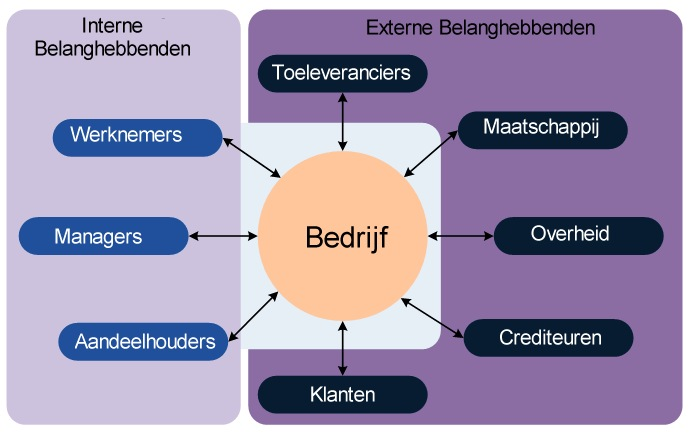 Interne
Belanghebbenden
Externe Belanghebbenden
Toeleveranciers
Werknemers
Maatschappij
Managers
Bedrijf
Overheid
Aandeelhouders
Crediteuren
Klanten